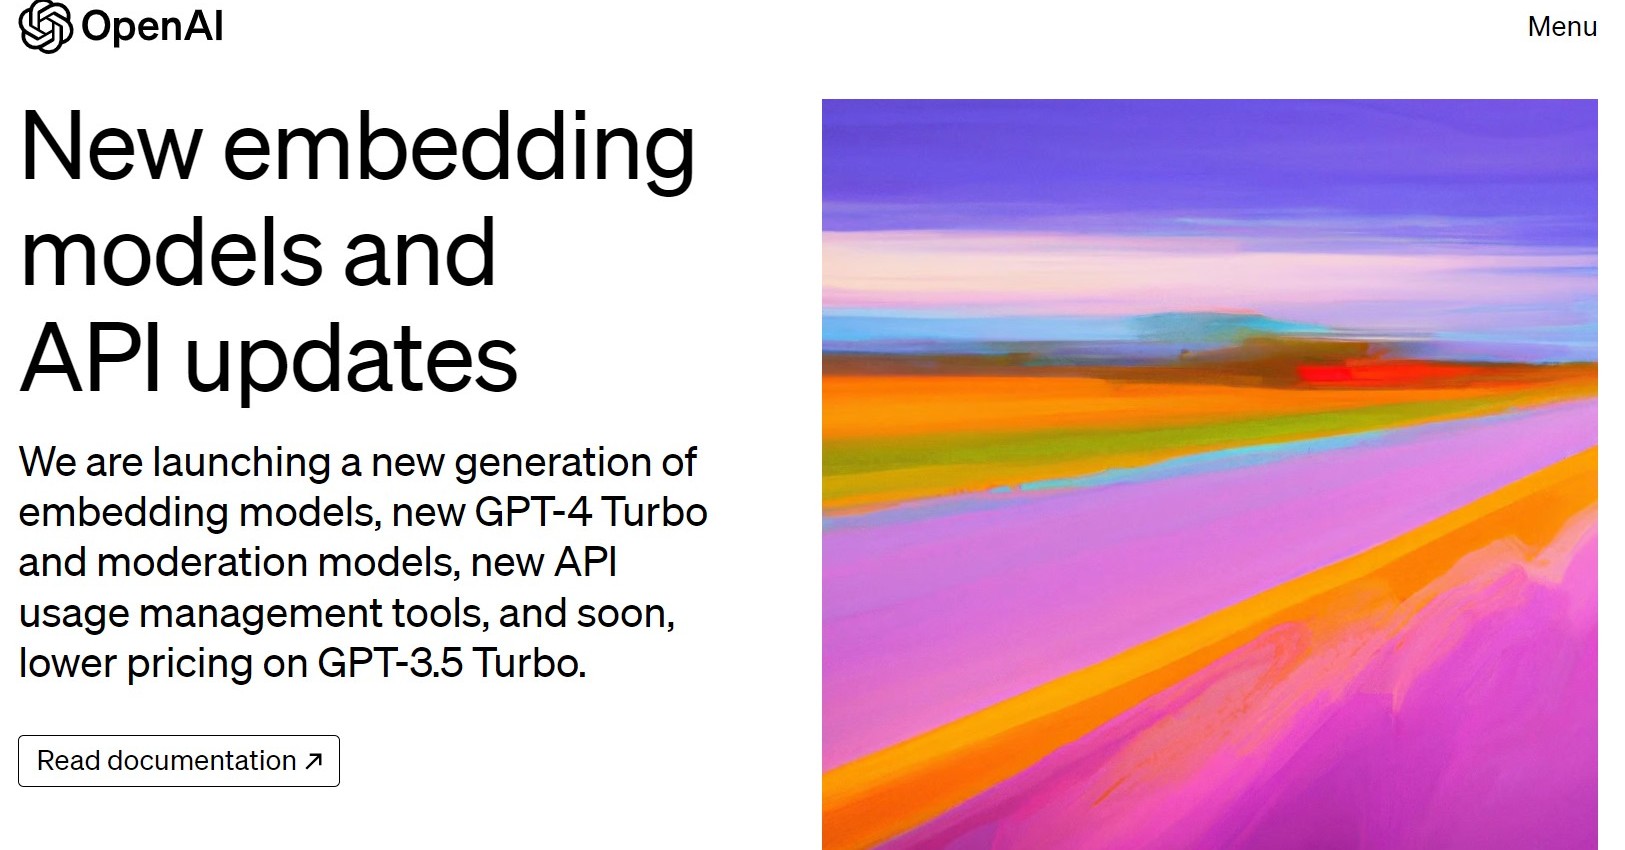 OpenAI
Menu
New embedding
models and
API updates
We are launching a new generation of
embedding models, new GPT-4 Turbo
and moderation models, new API
usage management tools, and soon,
lower pricing on GPT-3.5 Turbo.
Read documentation ↗